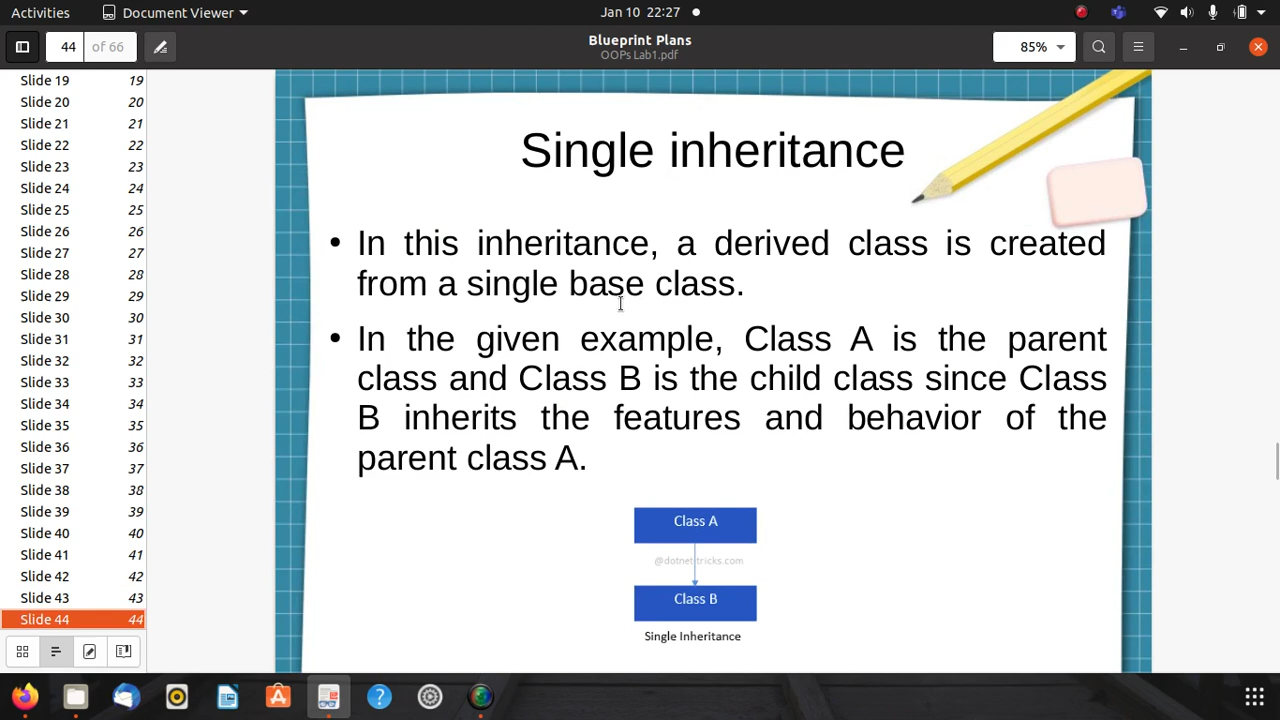 Activities Document Viewer Jan 10 22:27
44 of 66 Blueprint Plans 85%
OOPs Lab1.pdf
Slide 19 19
Slide 20 20
Slide 21 21
Slide 22 22
Slide 23 23
Slide 24 24
Slide 25 25
Slide 26 26
Slide 27 27
Slide 28 28
Slide 29 29
Slide 30 30
Slide 31 31
Slide 32 32
Slide 33 33
Slide 34 34
Slide 35 35
Slide 36 36
Slide 37 37
Slide 38 38
Slide 39 39
Slide 40 40
Slide 41 41
Slide 42 42
Slide 43 43
Slide 44 44
Single inheritance
• In this inheritance, a derived class is created
from a single base class.
• In the given example, Class A is the parent
class and Class B is the child class since Class
B inherits the features and behavior of the
parent class A.
Class A
@dotnet-tricks.com
Class B
Single Inheritance